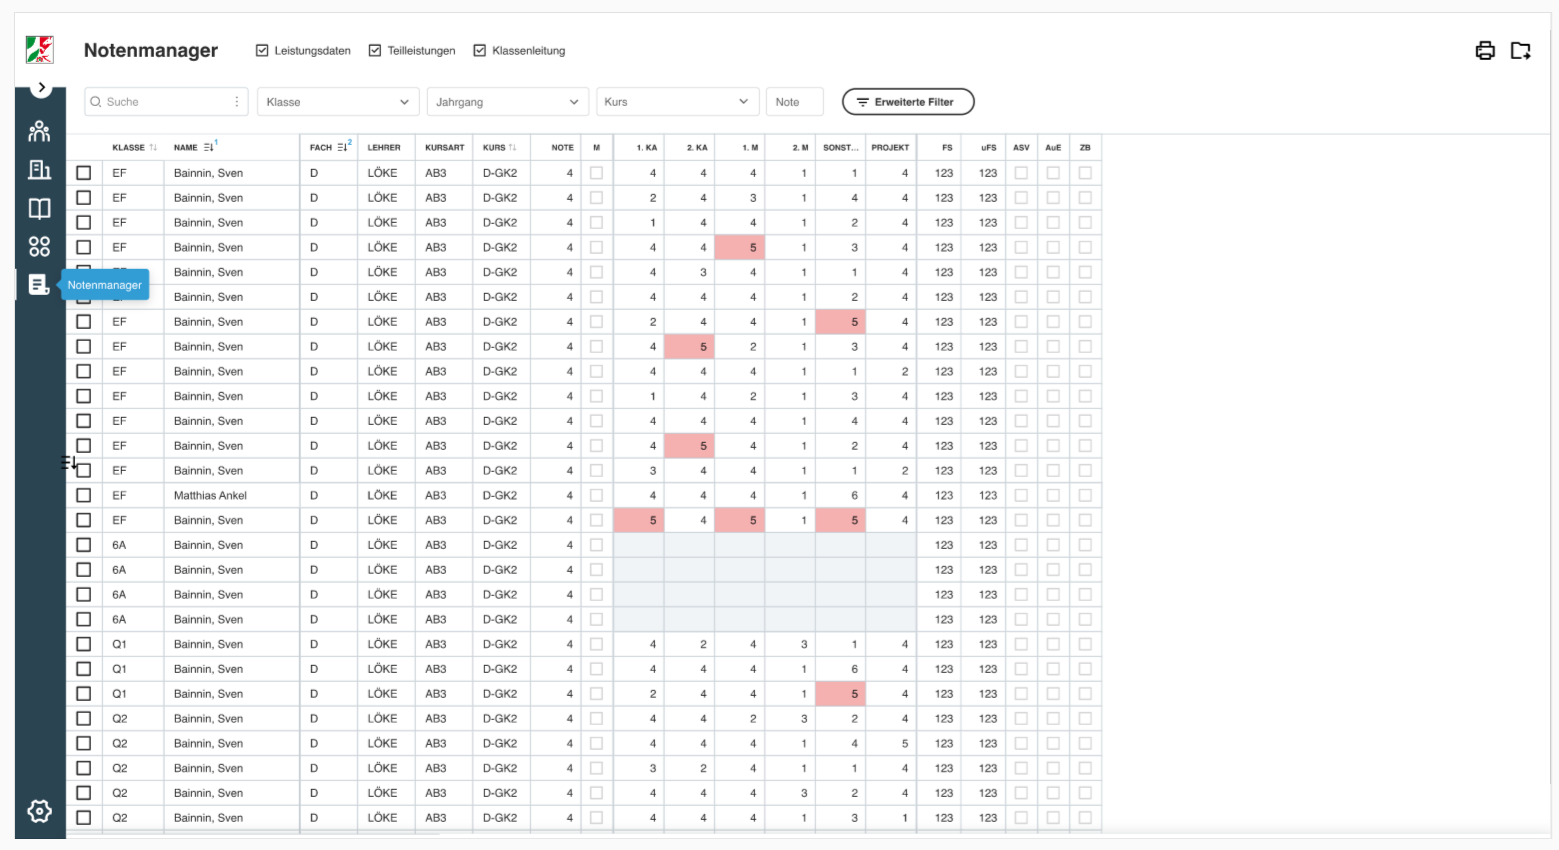 Notenmanager Leistungsdaten Teilleistungen Klassenleitung
Suche Klasse Jahrgang Kurs Note Erweiterte Filter
KLASSE NAME 1 FACH 2 LEHRER KURSART KURS NOTE M 1. KA 2. KA 1. M 2. M SONST... PROJEKT FS uFS ASV AuE ZB
EF Bainnin, Sven D LÖKE AB3 D-GK2 4 4 4 4 1 1 4 123 123
EF Bainnin, Sven D LÖKE AB3 D-GK2 4 2 4 3 1 4 4 123 123
EF Bainnin, Sven D LÖKE AB3 D-GK2 4 1 4 4 1 2 4 123 123
EF Bainnin, Sven D LÖKE AB3 D-GK2 4 4 4 5 1 3 4 123 123
Bainnin, Sven D LÖKE AB3 D-GK2 4 4 3 4 1 1 4 123 123
Notenmanager
Bainnin, Sven D LÖKE AB3 D-GK2 4 4 4 4 1 2 4 123 123
EF Bainnin, Sven D LÖKE AB3 D-GK2 4 2 4 4 1 5 4 123 123
EF Bainnin, Sven D LÖKE AB3 D-GK2 4 4 5 2 1 3 4 123 123
EF Bainnin, Sven D LÖKE AB3 D-GK2 4 4 4 4 1 1 2 123 123
EF Bainnin, Sven D LÖKE AB3 D-GK2 4 1 4 2 1 3 4 123 123
EF Bainnin, Sven D LÖKE AB3 D-GK2 4 4 4 4 1 4 4 123 123
EF Bainnin, Sven D LÖKE AB3 D-GK2 4 4 5 4 1 2 4 123 123
EF Bainnin, Sven D LÖKE AB3 D-GK2 4 3 4 4 1 1 2 123 123
EF Matthias Ankel D LÖKE AB3 D-GK2 4 4 4 4 1 6 4 123 123
EF Bainnin, Sven D LÖKE AB3 D-GK2 4 5 4 5 1 5 4 123 123
6A Bainnin, Sven D LÖKE AB3 D-GK2 4 123 123
6A Bainnin, Sven D LÖKE AB3 D-GK2 4 123 123
6A Bainnin, Sven D LÖKE AB3 D-GK2 4 123 123
6A Bainnin, Sven D LÖKE AB3 D-GK2 4 123 123
Q1 Bainnin, Sven D LÖKE AB3 D-GK2 4 4 2 4 3 1 4 123 123
Q1 Bainnin, Sven D LÖKE AB3 D-GK2 4 4 4 4 1 6 4 123 123
Q1 Bainnin, Sven D LÖKE AB3 D-GK2 4 2 4 4 1 5 4 123 123
Q2 Bainnin, Sven D LÖKE AB3 D-GK2 4 4 4 2 3 2 4 123 123
Q2 Bainnin, Sven D LÖKE AB3 D-GK2 4 4 4 4 1 4 5 123 123
Q2 Bainnin, Sven D LÖKE AB3 D-GK2 4 3 2 4 1 1 4 123 123
Q2 Bainnin, Sven D LÖKE AB3 D-GK2 4 4 4 4 3 2 4 123 123
Q2 Bainnin, Sven D LÖKE AB3 D-GK2 4 4 4 4 1 3 1 123 123